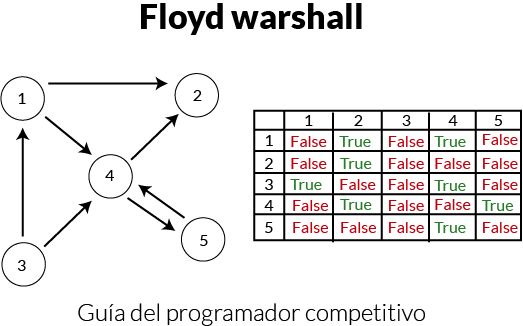 Floyd warshall
1
2
4
5
3
1 2 3 4 5
1 False True False True False
2 False True False False False
3 True False False True False
4 False True False False True
5 False False False True False
Guía del programador competitivo